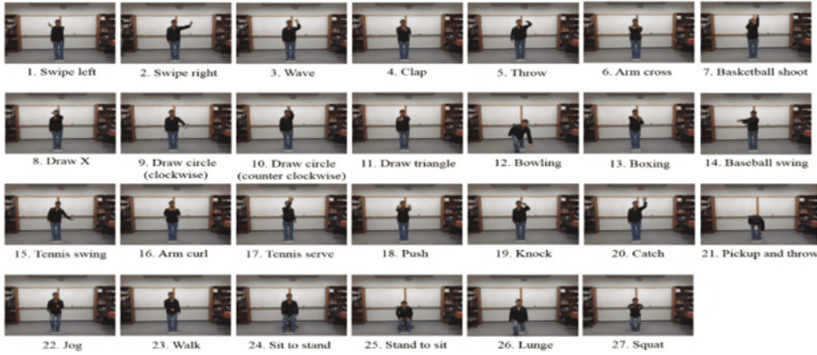 1. Swipe left
2. Swipe right
3. Wave
4. Clap
5. Throw
6. Arm cross
7. Basketball shoot
8. Draw X
9. Draw circle
(clockwise)
10. Draw circle
(counter clockwise)
11. Draw triangle
12. Bowling
13. Boxing
14. Baseball swing
15. Tennis swing
16. Arm curl
17. Tennis serve
18. Push
19. Knock
20. Catch
21. Pickup and throw
22. Jog
23. Walk
24. Sit to stand
25. Stand to sit
26. Lunge
27. Squat